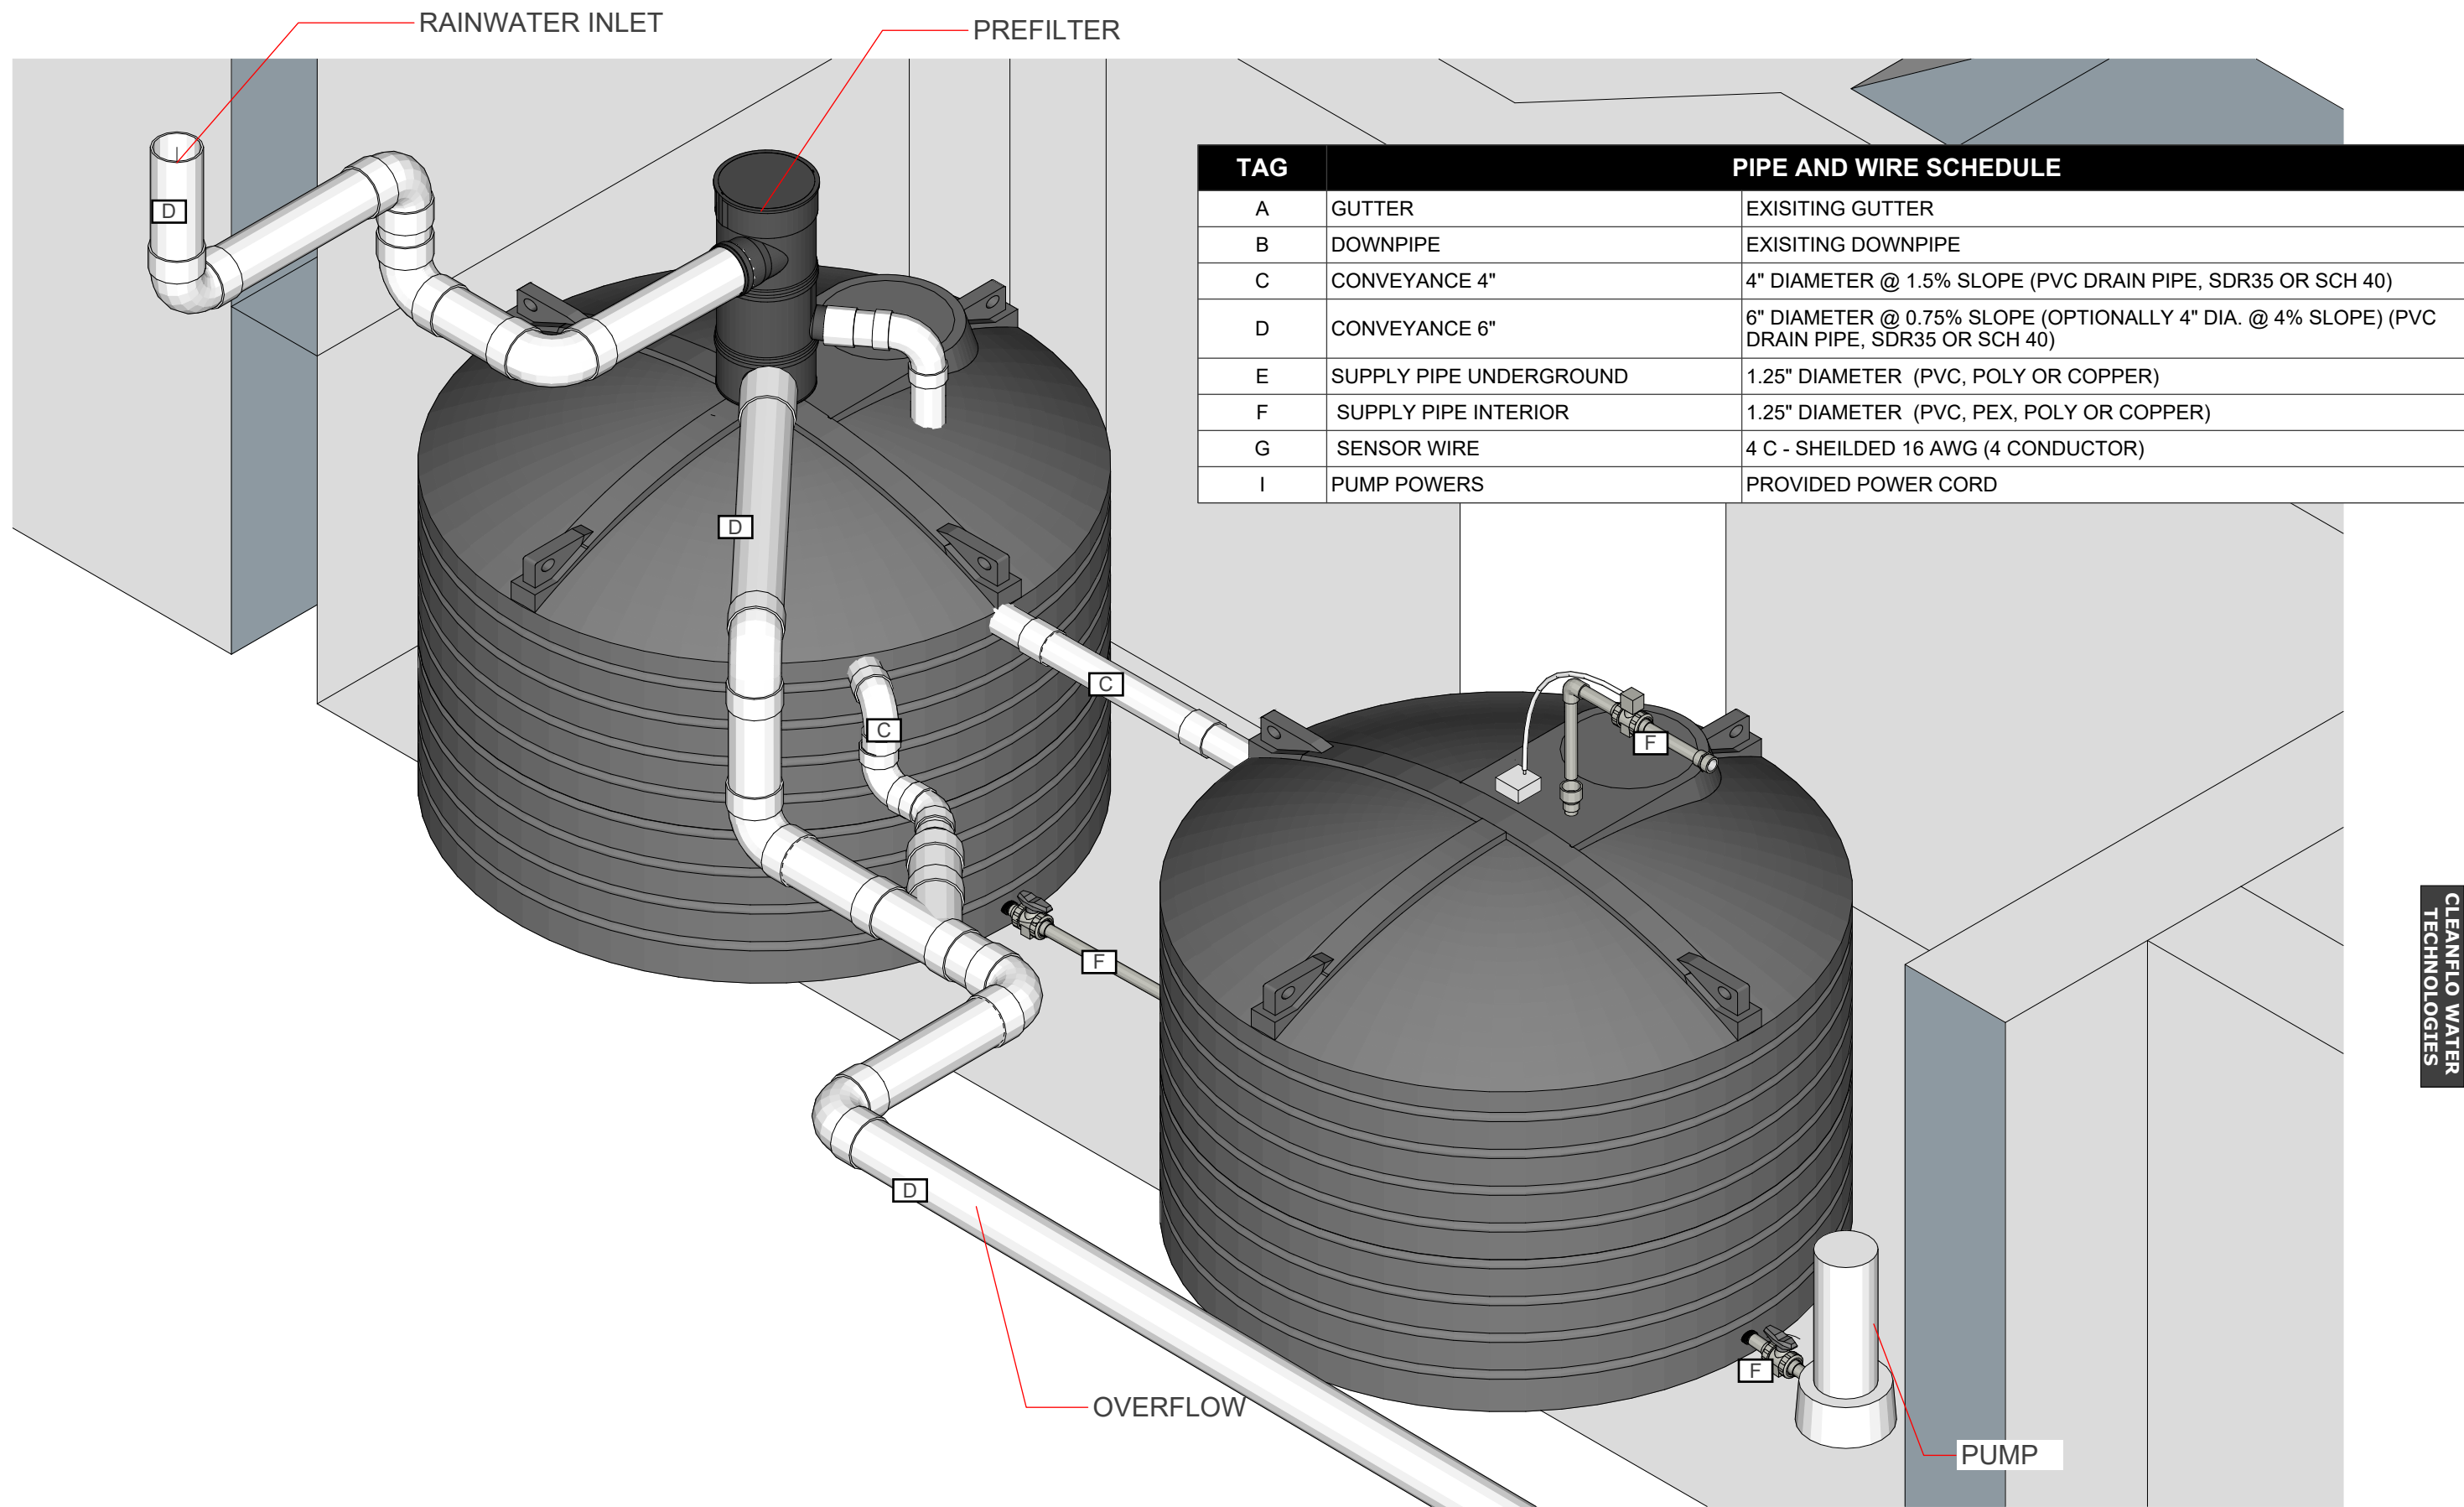 RAINWATER INLET
PREFILTER
TAG PIPE AND WIRE SCHEDULE
A GUTTER EXISITING GUTTER
B DOWNPIPE EXISITING DOWNPIPE
C CONVEYANCE 4" 4" DIAMETER @ 1.5% SLOPE (PVC DRAIN PIPE, SDR35 OR SCH 40)
D CONVEYANCE 6" 6" DIAMETER @ 0.75% SLOPE (OPTIONALLY 4" DIA. @ 4% SLOPE) (PVC
DRAIN PIPE, SDR35 OR SCH 40)
E SUPPLY PIPE UNDERGROUND 1.25" DIAMETER (PVC, POLY OR COPPER)
F SUPPLY PIPE INTERIOR 1.25" DIAMETER (PVC, PEX, POLY OR COPPER)
G SENSOR WIRE 4 C - SHEILDED 16 AWG (4 CONDUCTOR)
I PUMP POWERS PROVIDED POWER CORD
D
D
C
C
F
F
D
F
OVERFLOW
PUMP
CLEANFLO WATER
TECHNOLOGIES